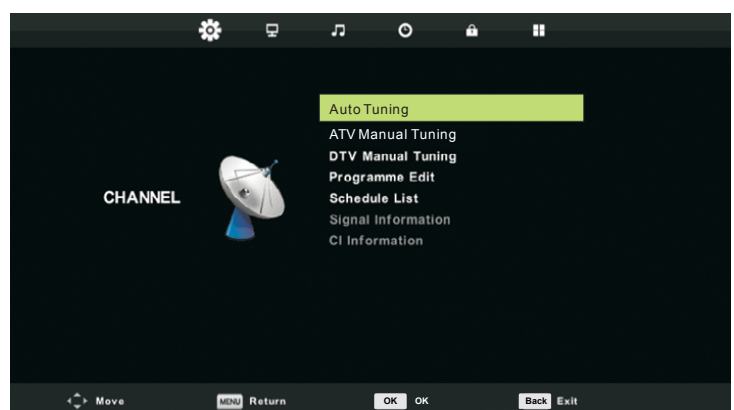 Auto Tuning
ATV Manual Tuning
DTV Manual Tuning
Programme Edit
CHANNEL
Schedule List
Signal Information
CI Information
Move MENU Return OK OK Back Exit